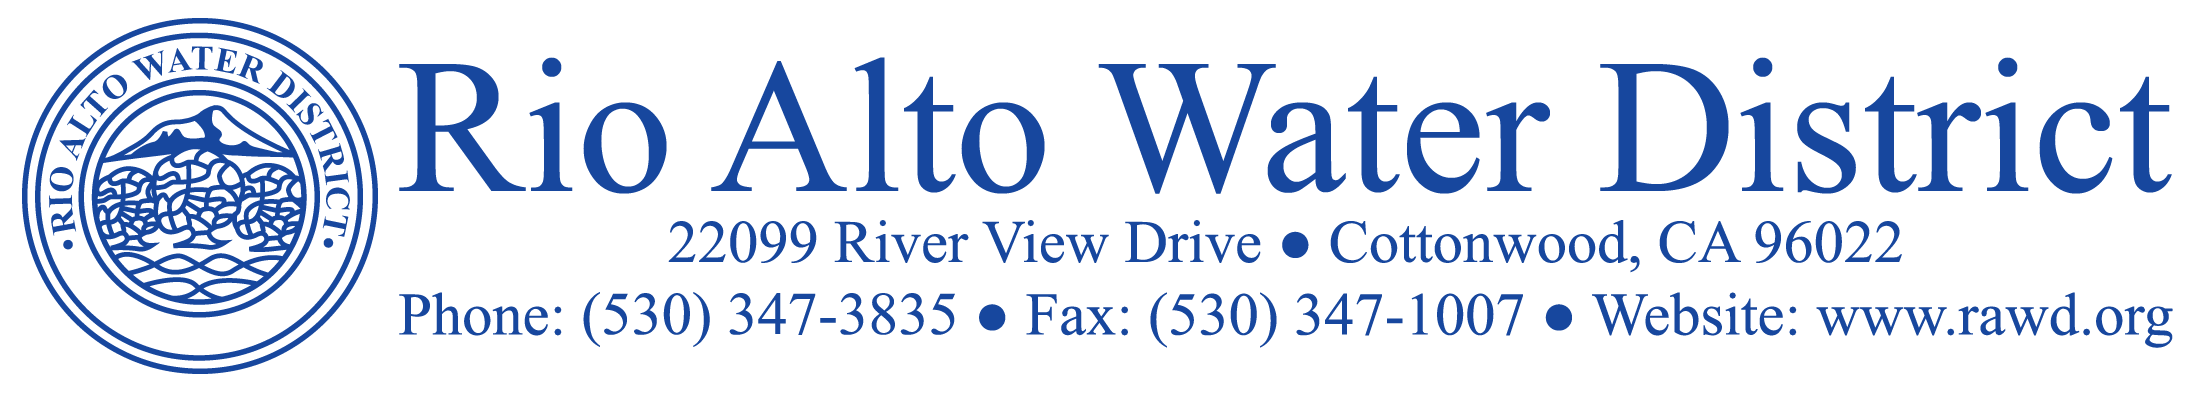 • RIO ALTO WATER DISTRICT •
Rio Alto Water District
22099 River View Drive ● Cottonwood, CA 96022
Phone: (530) 347-3835 ● Fax: (530) 347-1007 ● Website: www.rawd.org